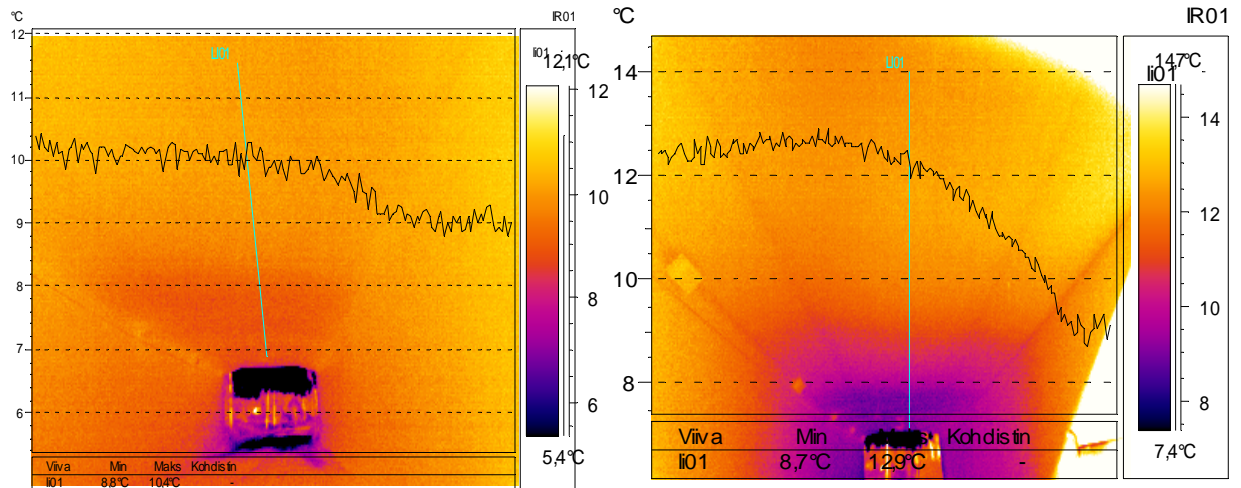 °C IR01
LI01
li01
12,1°C
12
11
10
9
8
7
6
12
10
8
6
5,4°C
Viiva Min Maks Kohdistin
li01 8,8°C 10,4°C -
°C IR01
LI01
14,7°C
li01
14
12
10
8
14
12
10
8
7,4°C
Viiva Min Maks Kohdistin
li01 8,7°C 12,9°C -